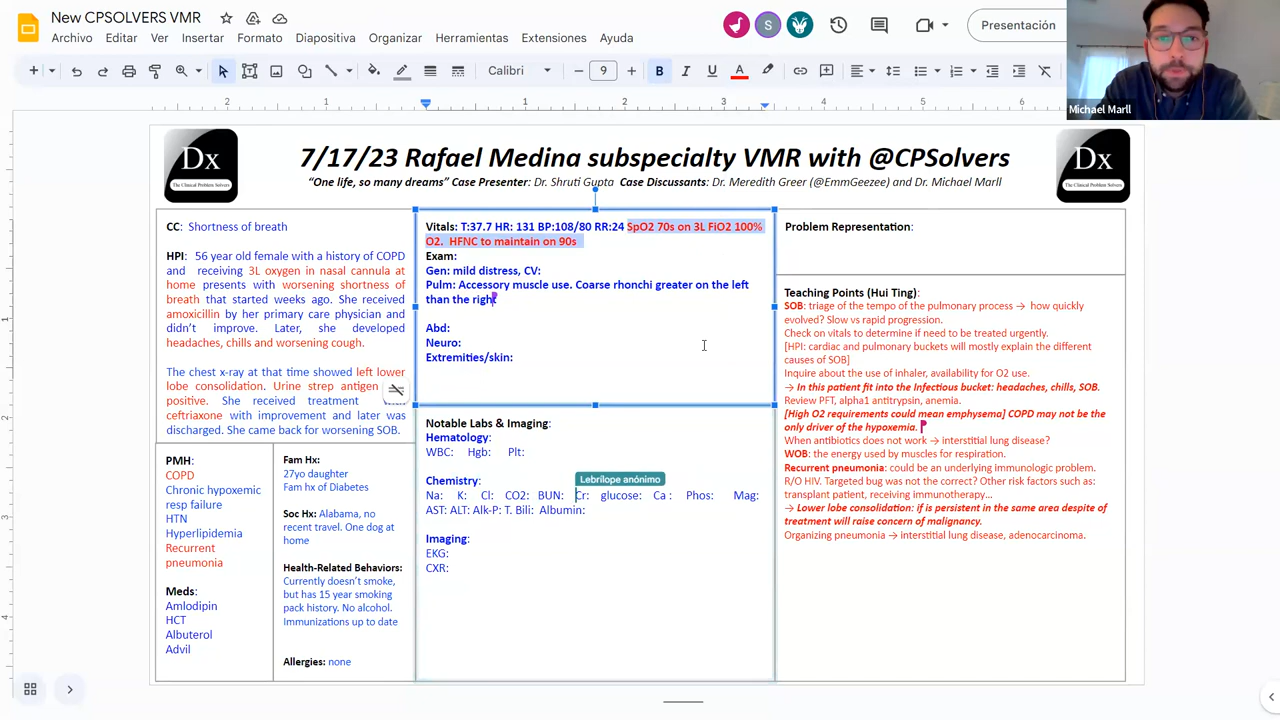 New CPSOLVERS VMR
Archivo Editar Ver Insertar Formato Diapositiva Organizar Herramientas Extensiones Ayuda
S
Presentación
Calibri
9
B I U A
2 1 1 2 3 4 5 6
Michael Marll
Dx
The Clinical Problem Solvers
7/17/23 Rafael Medina subspecialty VMR with @CPSolvers
“One life, so many dreams” Case Presenter: Dr. Shruti Gupta Case Discussants: Dr. Meredith Greer (@EmmGeezee) and Dr. Michael Marll
Dx
The Clinical Problem Solvers
CC: Shortness of breath
HPI: 56 year old female with a history of COPD
and receiving 3L oxygen in nasal cannula at
home presents with worsening shortness of
breath that started weeks ago. She received
amoxicillin by her primary care physician and
didn’t improve. Later, she developed
headaches, chills and worsening cough.
The chest x-ray at that time showed left lower
lobe consolidation. Urine strep antigen
positive. She received treatment with
ceftriaxone with improvement and later was
discharged. She came back for worsening SOB.
PMH:
COPD
Chronic hypoxemic
resp failure
HTN
Hyperlipidemia
Recurrent
pneumonia
Meds:
Amlodipin
HCT
Albuterol
Advil
Fam Hx:
27yo daughter
Fam hx of Diabetes
Soc Hx: Alabama, no
recent travel. One dog at
home
Health-Related Behaviors:
Currently doesn’t smoke,
but has 15 year smoking
pack history. No alcohol.
Immunizations up to date
Allergies: none
Vitals: T:37.7 HR: 131 BP:108/80 RR:24 SpO2 70s on 3L FiO2 100%
O2. HFNC to maintain on 90s
Exam:
Gen: mild distress, CV:
Pulm: Accessory muscle use. Coarse rhonchi greater on the left
than the right
Abd:
Neuro:
Extremities/skin:
Notable Labs & Imaging:
Hematology:
WBC: Hgb: Plt:
Chemistry:
Lebrílope anónimo
Na: K: Cl: CO2: BUN: Cr: glucose: Ca : Phos: Mag:
AST: ALT: Alk-P: T. Bili: Albumin:
Imaging:
EKG:
CXR:
Problem Representation:
Teaching Points (Hui Ting):
SOB: triage of the tempo of the pulmonary process → how quickly
evolved? Slow vs rapid progression.
Check on vitals to determine if need to be treated urgently.
[HPI: cardiac and pulmonary buckets will mostly explain the different
causes of SOB]
Inquire about the use of inhaler, availability for O2 use.
→ In this patient fit into the Infectious bucket: headaches, chills, SOB.
Review PFT, alpha1 antitrypsin, anemia.
[High O2 requirements could mean emphysema] COPD may not be the
only driver of the hypoxemia.
When antibiotics does not work → interstitial lung disease?
WOB: the energy used by muscles for respiration.
Recurrent pneumonia: could be an underlying immunologic problem.
R/O HIV. Targeted bug was not the correct? Other risk factors such as:
transplant patient, receiving immunotherapy…
→ Lower lobe consolidation: if is persistent in the same area despite of
treatment will raise concern of malignancy.
Organizing pneumonia → interstitial lung disease, adenocarcinoma.